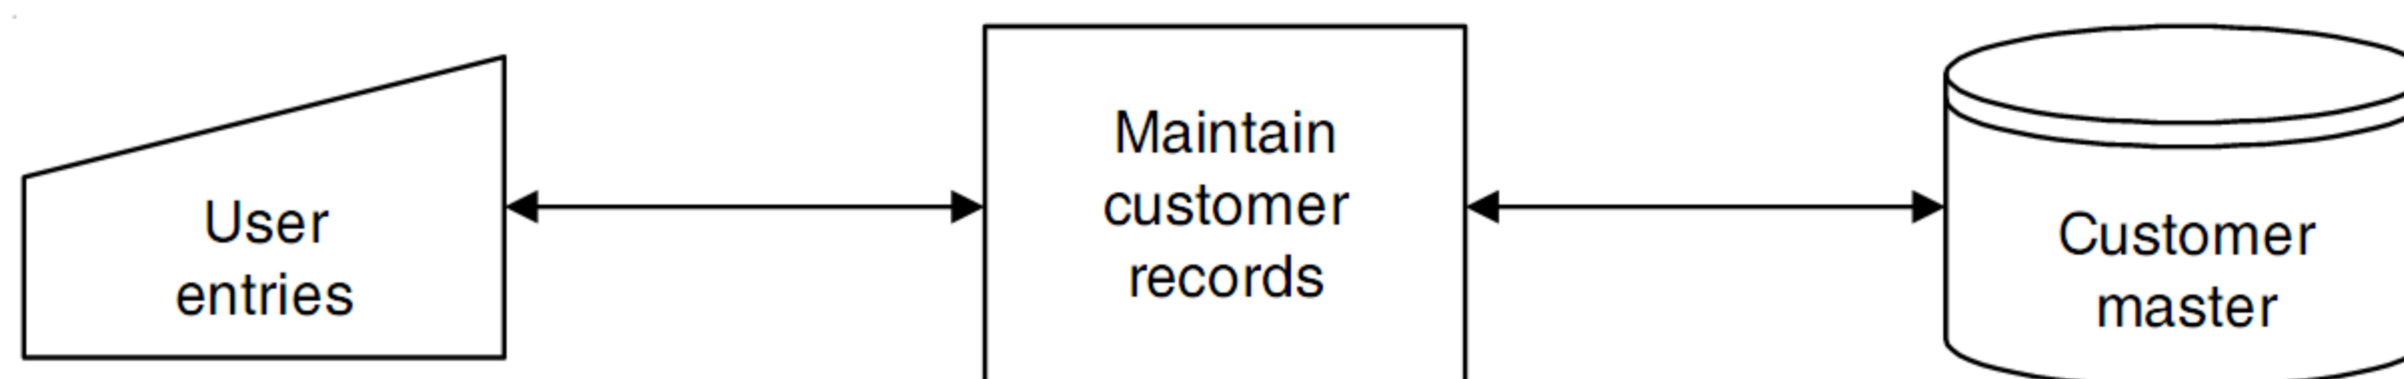 User
entries
Maintain
customer
records
Customer
master